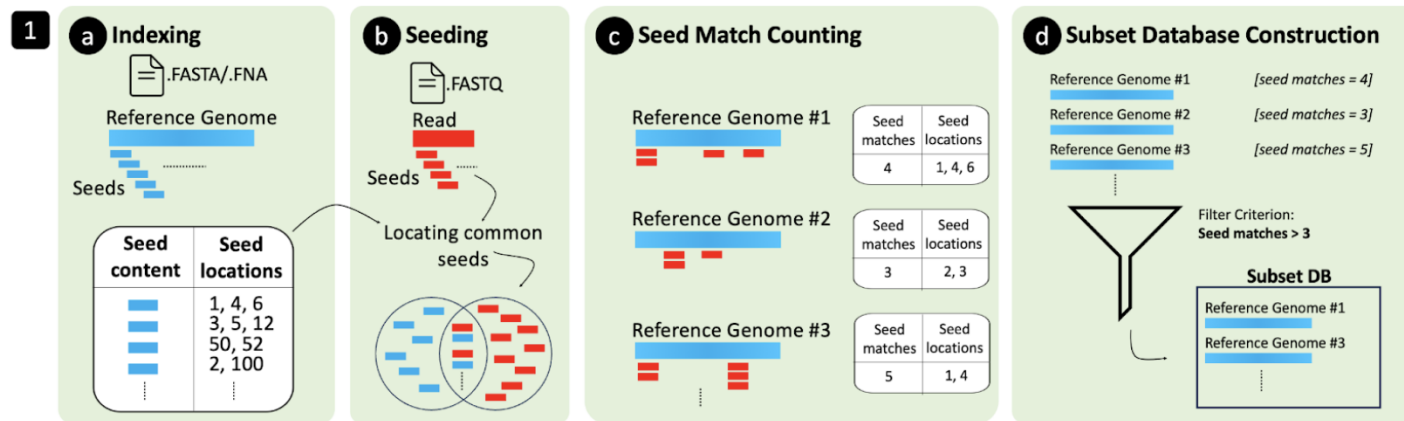 1
a Indexing
.FASTA/.FNA
Reference Genome
Seeds
Seed content
Seed locations
1, 4, 6
3, 5, 12
50, 52
2, 100
b Seeding
.FASTQ
Read
Seeds
Locating common
seeds
c Seed Match Counting
Reference Genome #1
Seed matches
Seed locations
4
1, 4, 6
Reference Genome #2
Seed matches
Seed locations
3
2, 3
Reference Genome #3
Seed matches
Seed locations
5
1, 4
d Subset Database Construction
Reference Genome #1 [seed matches = 4]
Reference Genome #2 [seed matches = 3]
Reference Genome #3 [seed matches = 5]
Filter Criterion:
Seed matches > 3
Subset DB
Reference Genome #1
Reference Genome #3